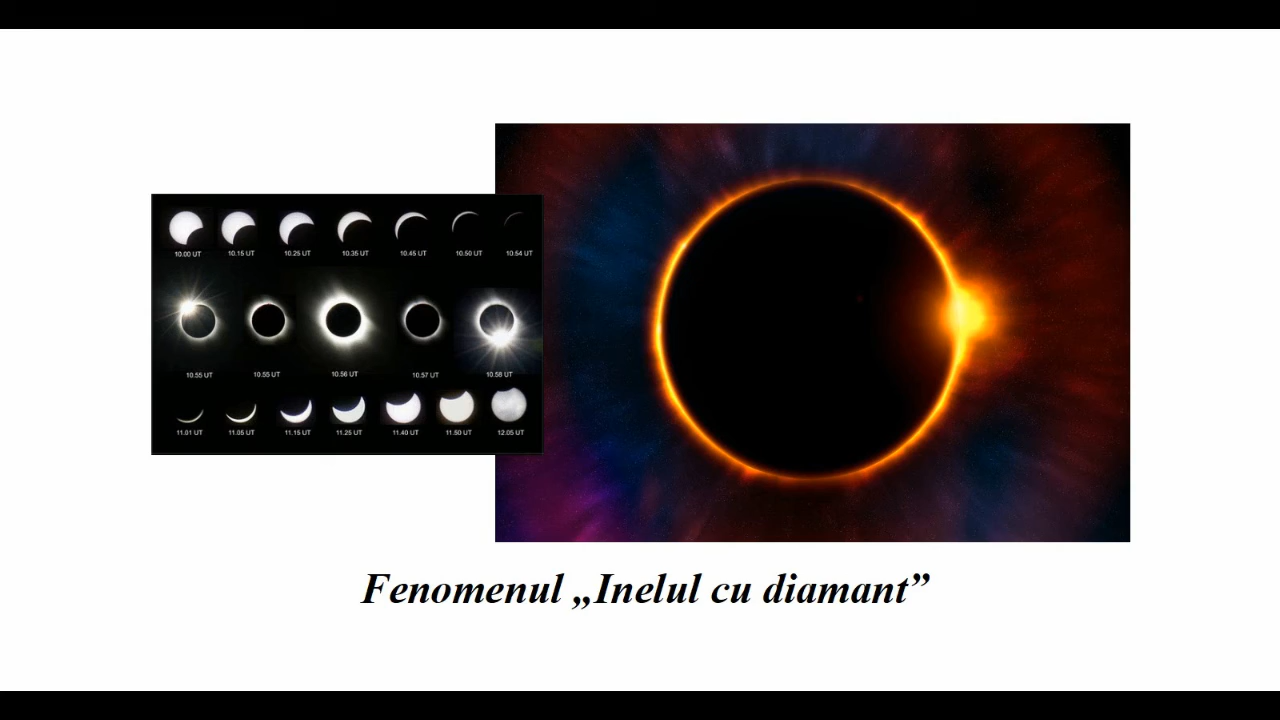 10.00 UT 10.15 UT 10.25 UT 10.35 UT 10.45 UT 10.50 UT 10.54 UT
10.55 UT 10.55 UT 10.56 UT 10.57 UT 10.58 UT
11.01 UT 11.05 UT 11.15 UT 11.25 UT 11.40 UT 11.50 UT 12.05 UT
Fenomenul „Inelul cu diamant”